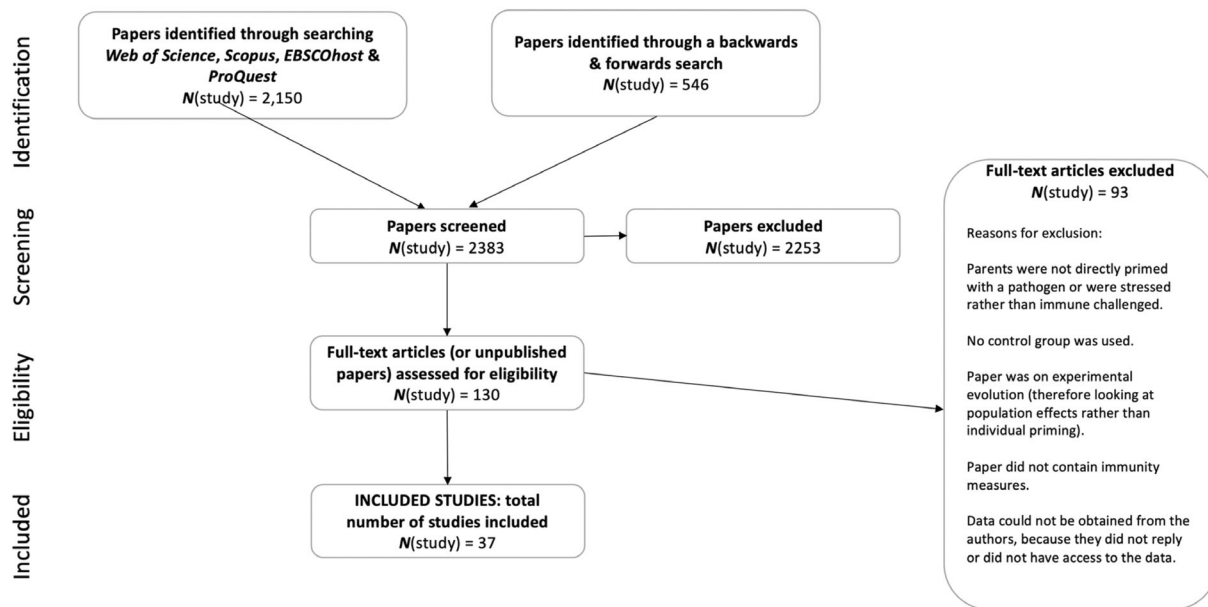 Identification
Papers identified through searching
Web of Science, Scopus, EBSCOhost &
ProQuest
N(study) = 2,150
Papers identified through a backwards
& forwards search
N(study) = 546
Screening
Papers screened
N(study) = 2383
Papers excluded
N(study) = 2253
Eligibility
Full-text articles (or unpublished
papers) assessed for eligibility
N(study) = 130
Full-text articles excluded
N(study) = 93
Reasons for exclusion:
Parents were not directly primed
with a pathogen or were stressed
rather than immune challenged.
No control group was used.
Paper was on experimental
evolution (therefore looking at
population effects rather than
individual priming).
Paper did not contain immunity
measures.
Data could not be obtained from the
authors, because they did not reply
or did not have access to the data.
Included
INCLUDED STUDIES: total
number of studies included
N(study) = 37